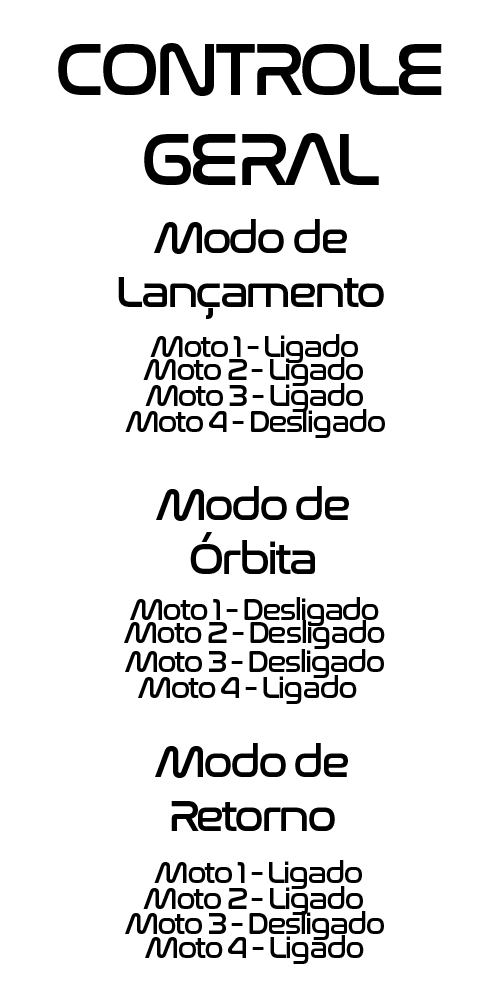 CONTROLE
GERAL
Modo de
Lançamento
Moto 1 - Ligado
Moto 2 - Ligado
Moto 3 - Ligado
Moto 4 - Desligado
Modo de
Órbita
Moto 1 - Desligado
Moto 2 - Desligado
Moto 3 - Desligado
Moto 4 - Ligado
Modo de
Retorno
Moto 1 - Ligado
Moto 2 - Ligado
Moto 3 - Desligado
Moto 4 - Ligado